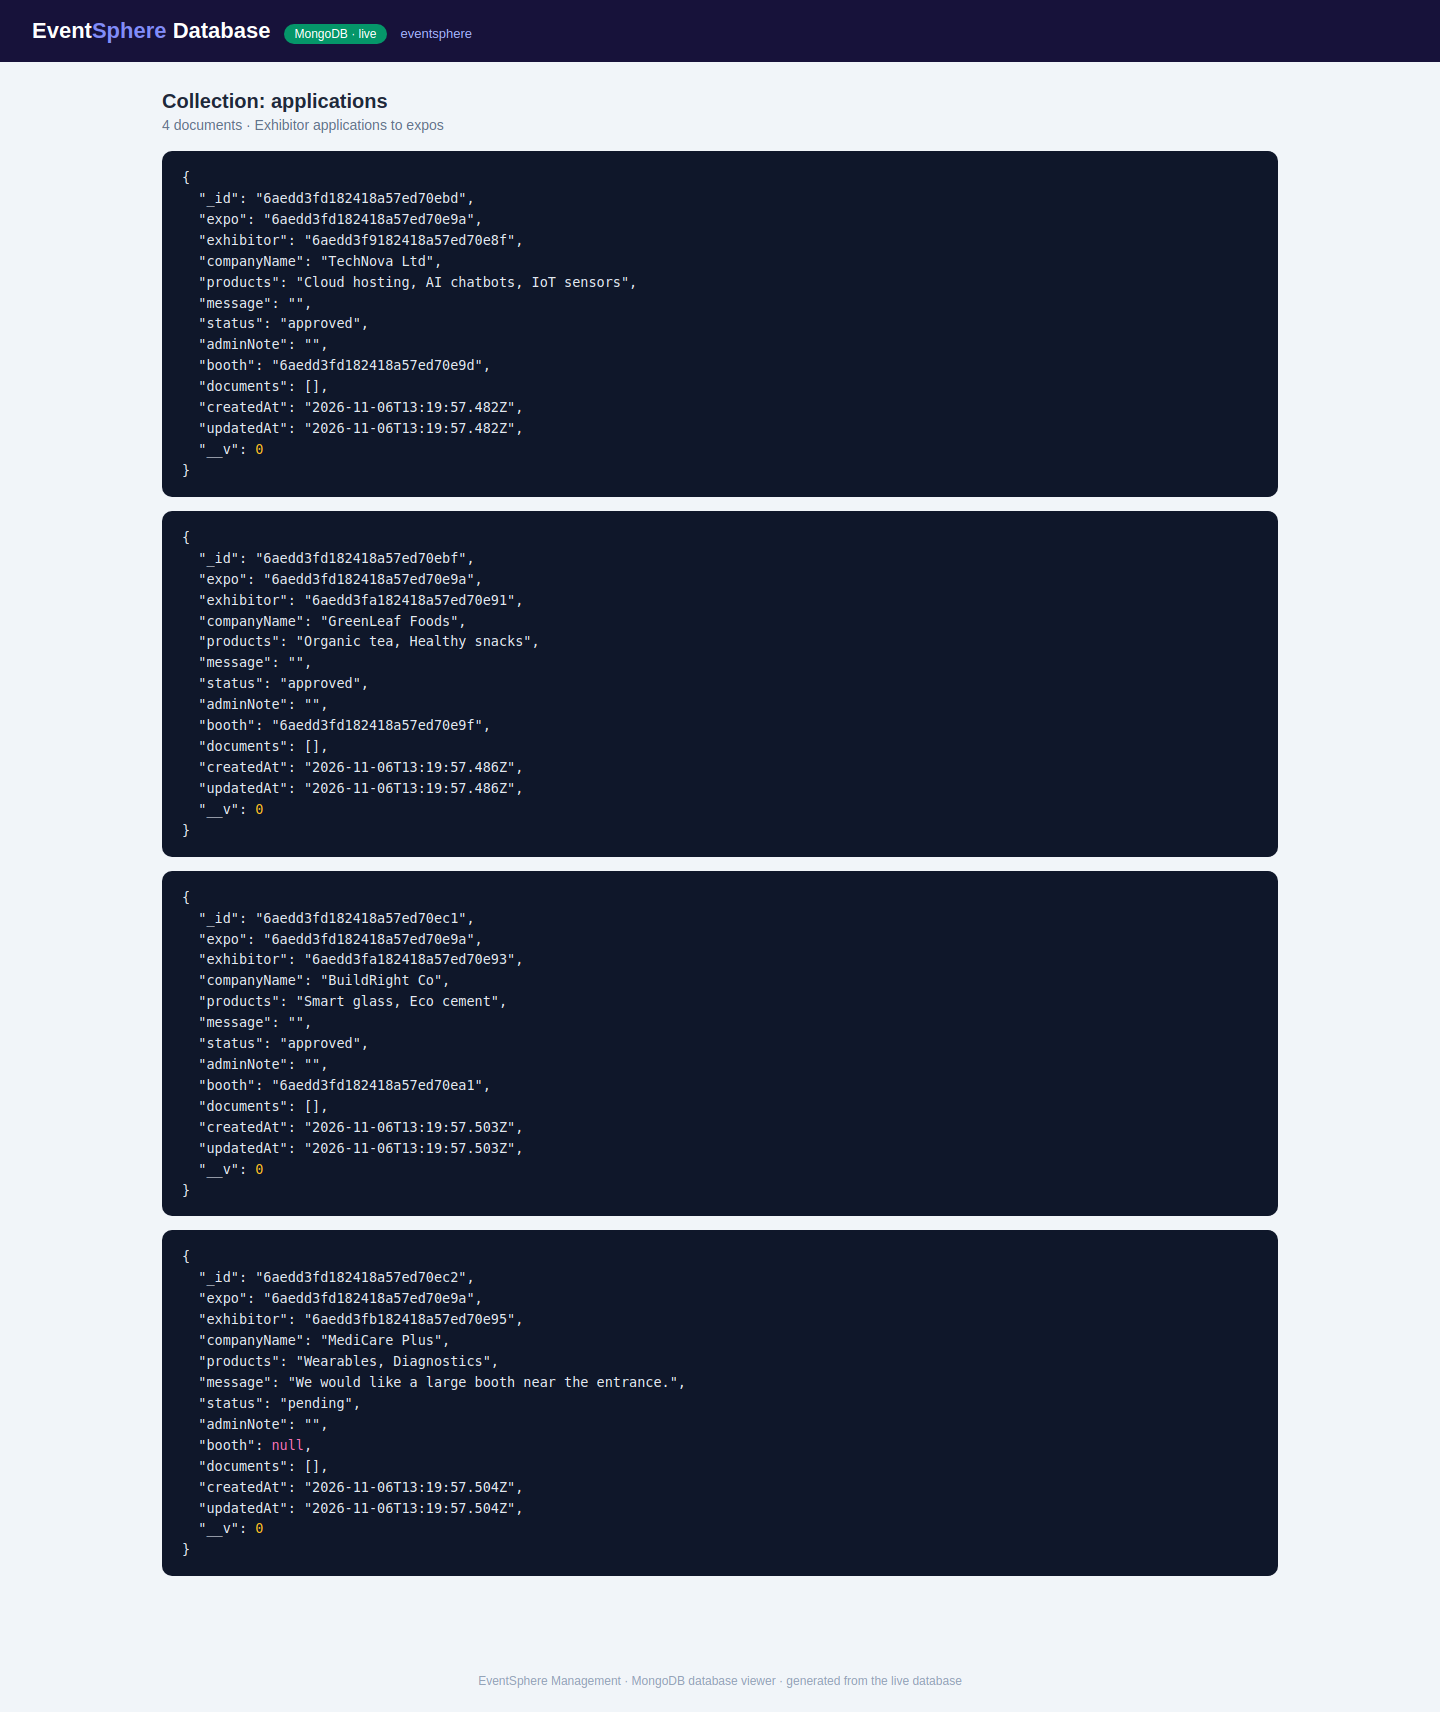 EventSphere Database MongoDB · live eventsphere
Collection: applications
4 documents · Exhibitor applications to expos
{
  "_id": "6aedd3fd182418a57ed70ebd",
  "expo": "6aedd3fd182418a57ed70e9a",
  "exhibitor": "6aedd3f9182418a57ed70e8f",
  "companyName": "TechNova Ltd",
  "products": "Cloud hosting, AI chatbots, IoT sensors",
  "message": "",
  "status": "approved",
  "adminNote": "",
  "booth": "6aedd3fd182418a57ed70e9d",
  "documents": [],
  "createdAt": "2026-11-06T13:19:57.482Z",
  "updatedAt": "2026-11-06T13:19:57.482Z",
  "__v": 0
}
{
  "_id": "6aedd3fd182418a57ed70ebf",
  "expo": "6aedd3fd182418a57ed70e9a",
  "exhibitor": "6aedd3fa182418a57ed70e91",
  "companyName": "GreenLeaf Foods",
  "products": "Organic tea, Healthy snacks",
  "message": "",
  "status": "approved",
  "adminNote": "",
  "booth": "6aedd3fd182418a57ed70e9f",
  "documents": [],
  "createdAt": "2026-11-06T13:19:57.486Z",
  "updatedAt": "2026-11-06T13:19:57.486Z",
  "__v": 0
}
{
  "_id": "6aedd3fd182418a57ed70ec1",
  "expo": "6aedd3fd182418a57ed70e9a",
  "exhibitor": "6aedd3fa182418a57ed70e93",
  "companyName": "BuildRight Co",
  "products": "Smart glass, Eco cement",
  "message": "",
  "status": "approved",
  "adminNote": "",
  "booth": "6aedd3fd182418a57ed70ea1",
  "documents": [],
  "createdAt": "2026-11-06T13:19:57.503Z",
  "updatedAt": "2026-11-06T13:19:57.503Z",
  "__v": 0
}
{
  "_id": "6aedd3fd182418a57ed70ec2",
  "expo": "6aedd3fd182418a57ed70e9a",
  "exhibitor": "6aedd3fb182418a57ed70e95",
  "companyName": "MediCare Plus",
  "products": "Wearables, Diagnostics",
  "message": "We would like a large booth near the entrance.",
  "status": "pending",
  "adminNote": "",
  "booth": null,
  "documents": [],
  "createdAt": "2026-11-06T13:19:57.504Z",
  "updatedAt": "2026-11-06T13:19:57.504Z",
  "__v": 0
}
EventSphere Management · MongoDB database viewer · generated from the live database